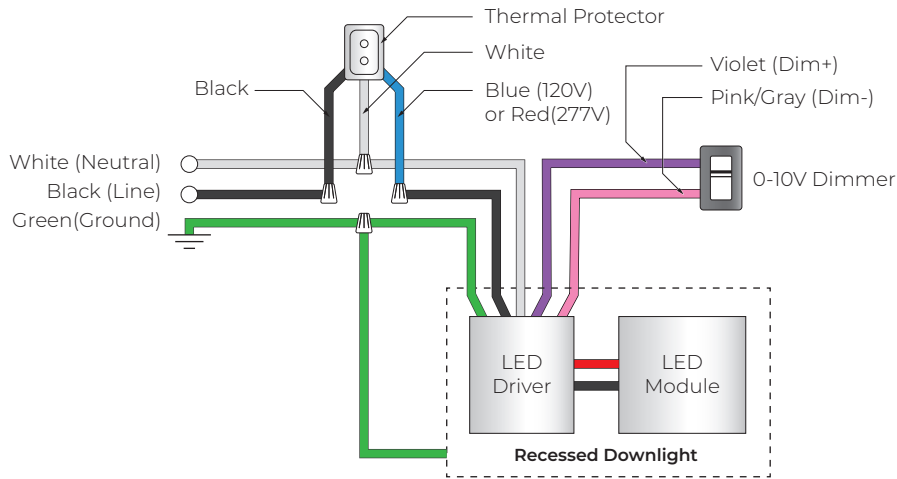 Thermal Protector
White
Black
Blue (120V)
or Red(277V)
Violet (Dim+)
Pink/Gray (Dim-)
White (Neutral)
Black (Line)
Green(Ground)
0-10V Dimmer
LED
Driver
LED
Module
Recessed Downlight